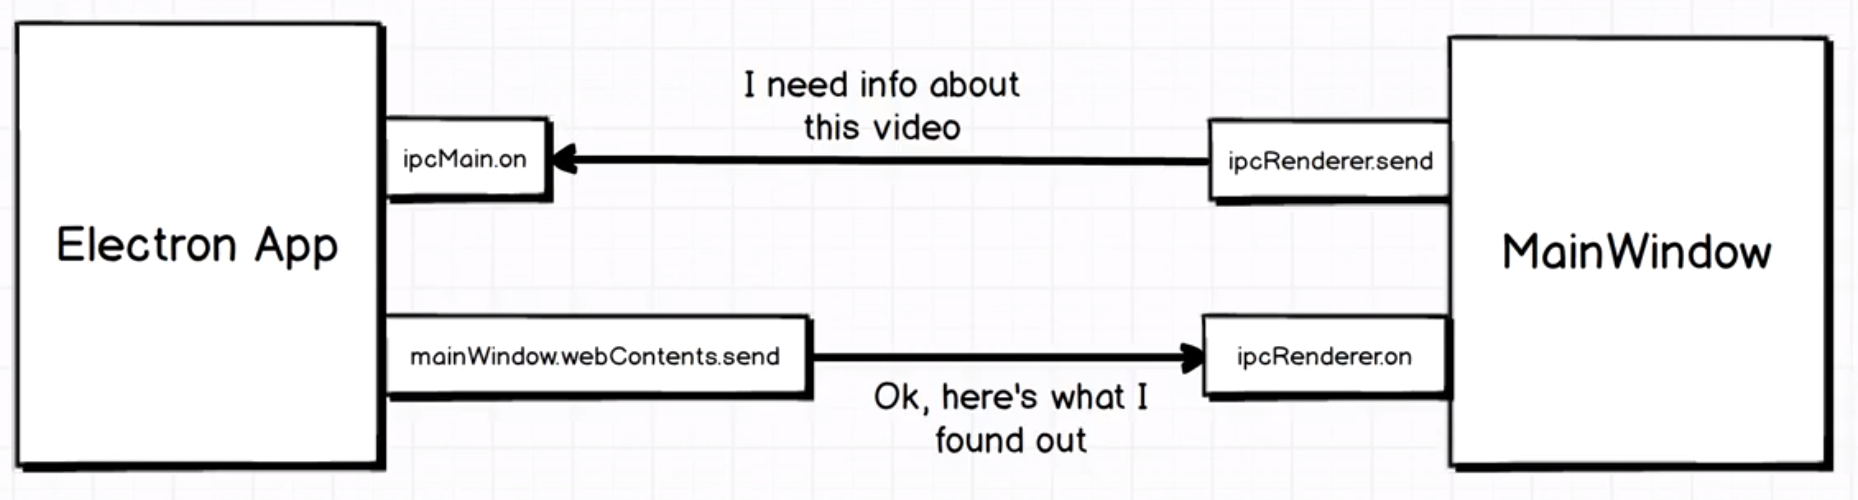 I need info about
this video
ipcMain.on
ipcRenderer.send
Electron App
MainWindow
mainWindow.webContents.send
ipcRenderer.on
Ok, here's what I
found out